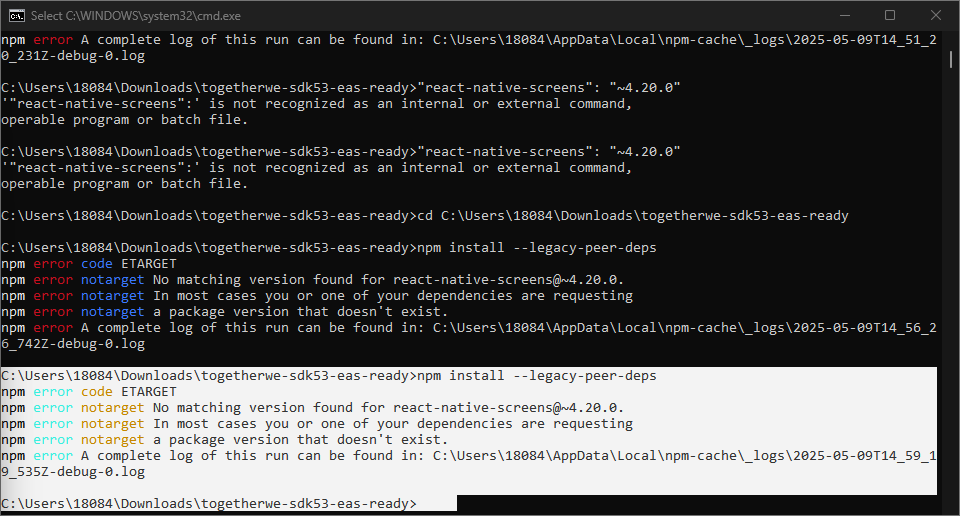 Select C:\WINDOWS\system32\cmd.exe
npm error A complete log of this run can be found in: C:\Users\18084\AppData\Local\npm-cache\_logs\2025-05-09T14_51_2
0_231Z-debug-0.log
C:\Users\18084\Downloads\togetherwe-sdk53-eas-ready>"react-native-screens": "~4.20.0"
'"react-native-screens":' is not recognized as an internal or external command,
operable program or batch file.
C:\Users\18084\Downloads\togetherwe-sdk53-eas-ready>"react-native-screens": "~4.20.0"
'"react-native-screens":' is not recognized as an internal or external command,
operable program or batch file.
C:\Users\18084\Downloads\togetherwe-sdk53-eas-ready>cd C:\Users\18084\Downloads\togetherwe-sdk53-eas-ready
C:\Users\18084\Downloads\togetherwe-sdk53-eas-ready>npm install --legacy-peer-deps
npm error code ETARGET
npm error notarget No matching version found for react-native-screens@~4.20.0.
npm error notarget In most cases you or one of your dependencies are requesting
npm error notarget a package version that doesn't exist.
npm error A complete log of this run can be found in: C:\Users\18084\AppData\Local\npm-cache\_logs\2025-05-09T14_56_2
6_742Z-debug-0.log
C:\Users\18084\Downloads\togetherwe-sdk53-eas-ready>npm install --legacy-peer-deps
npm error code ETARGET
npm error notarget No matching version found for react-native-screens@~4.20.0.
npm error notarget In most cases you or one of your dependencies are requesting
npm error notarget a package version that doesn't exist.
npm error A complete log of this run can be found in: C:\Users\18084\AppData\Local\npm-cache\_logs\2025-05-09T14_59_1
9_535Z-debug-0.log
C:\Users\18084\Downloads\togetherwe-sdk53-eas-ready>